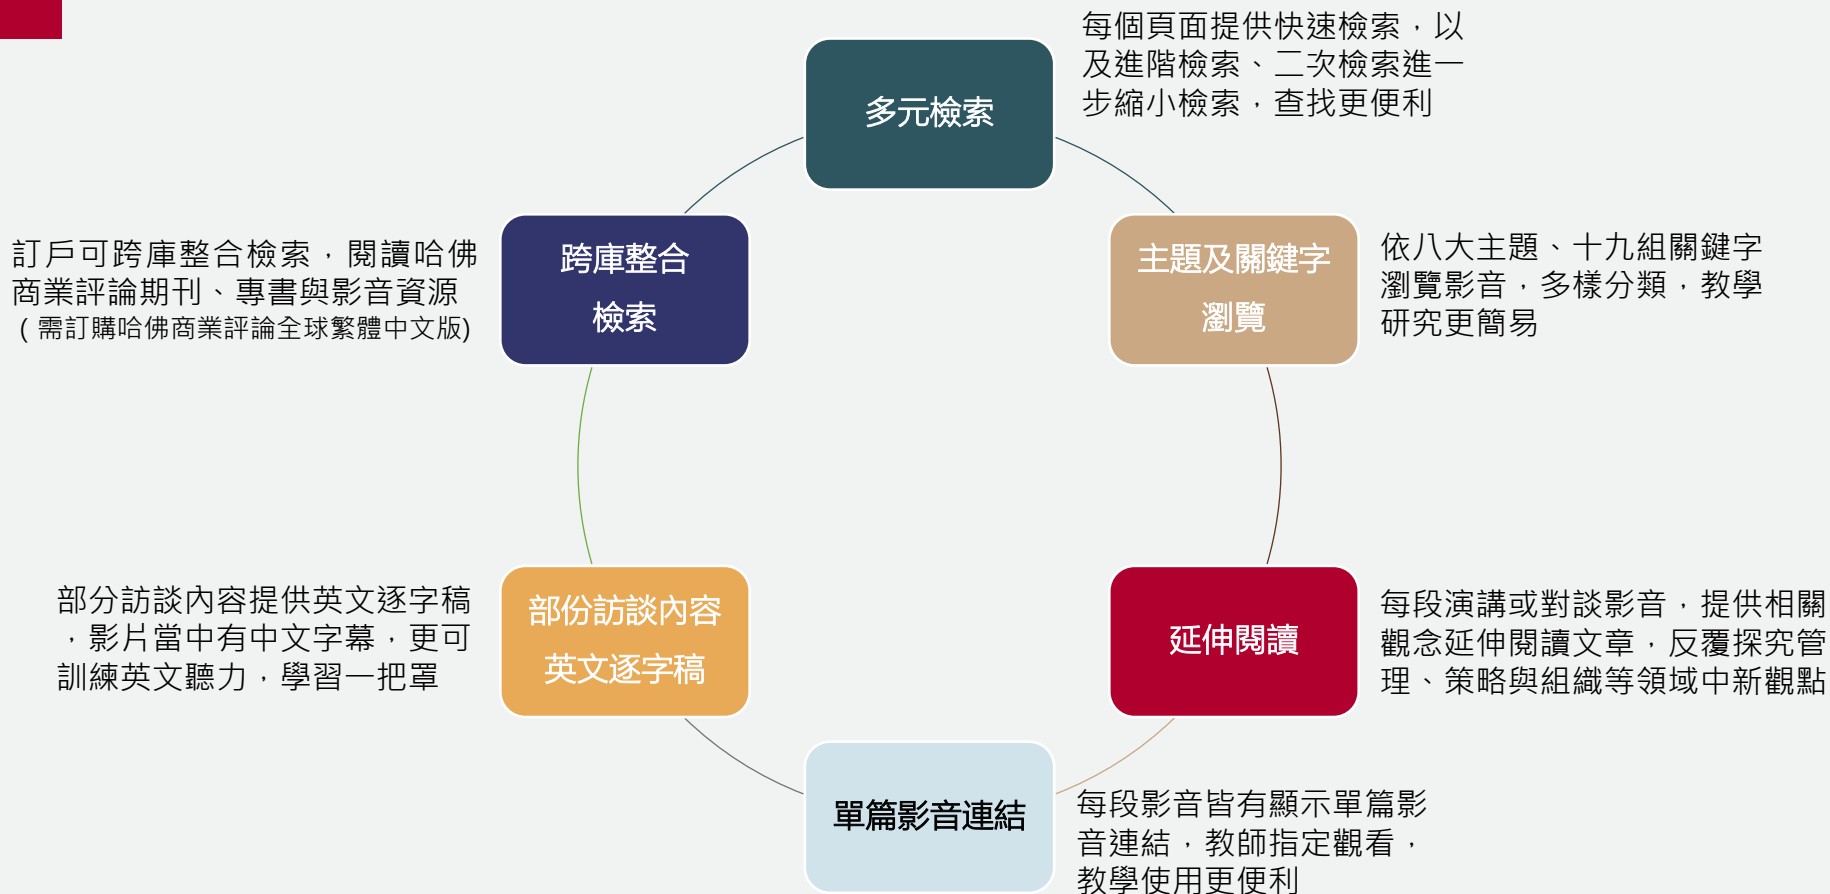 多元檢索
每個頁面提供快速檢索，以
及進階檢索、二次檢索進一
步縮小檢索，查找更便利
主題及關鍵字
瀏覽
依八大主題、十九組關鍵字
瀏覽影音，多樣分類，教學
研究更簡易
延伸閱讀
每段演講或對談影音，提供相關
觀念延伸閱讀文章，反覆探究管
理、策略與組織等領域中新觀點
單篇影音連結
每段影音皆有顯示單篇影
音連結，教師指定觀看，
教學使用更便利
部份訪談內容
英文逐字稿
部分訪談內容提供英文逐字稿
，影片當中有中文字幕，更可
訓練英文聽力，學習一把罩
跨庫整合
檢索
訂戶可跨庫整合檢索，閱讀哈佛
商業評論期刊、專書與影音資源
（需訂購哈佛商業評論全球繁體中文版)